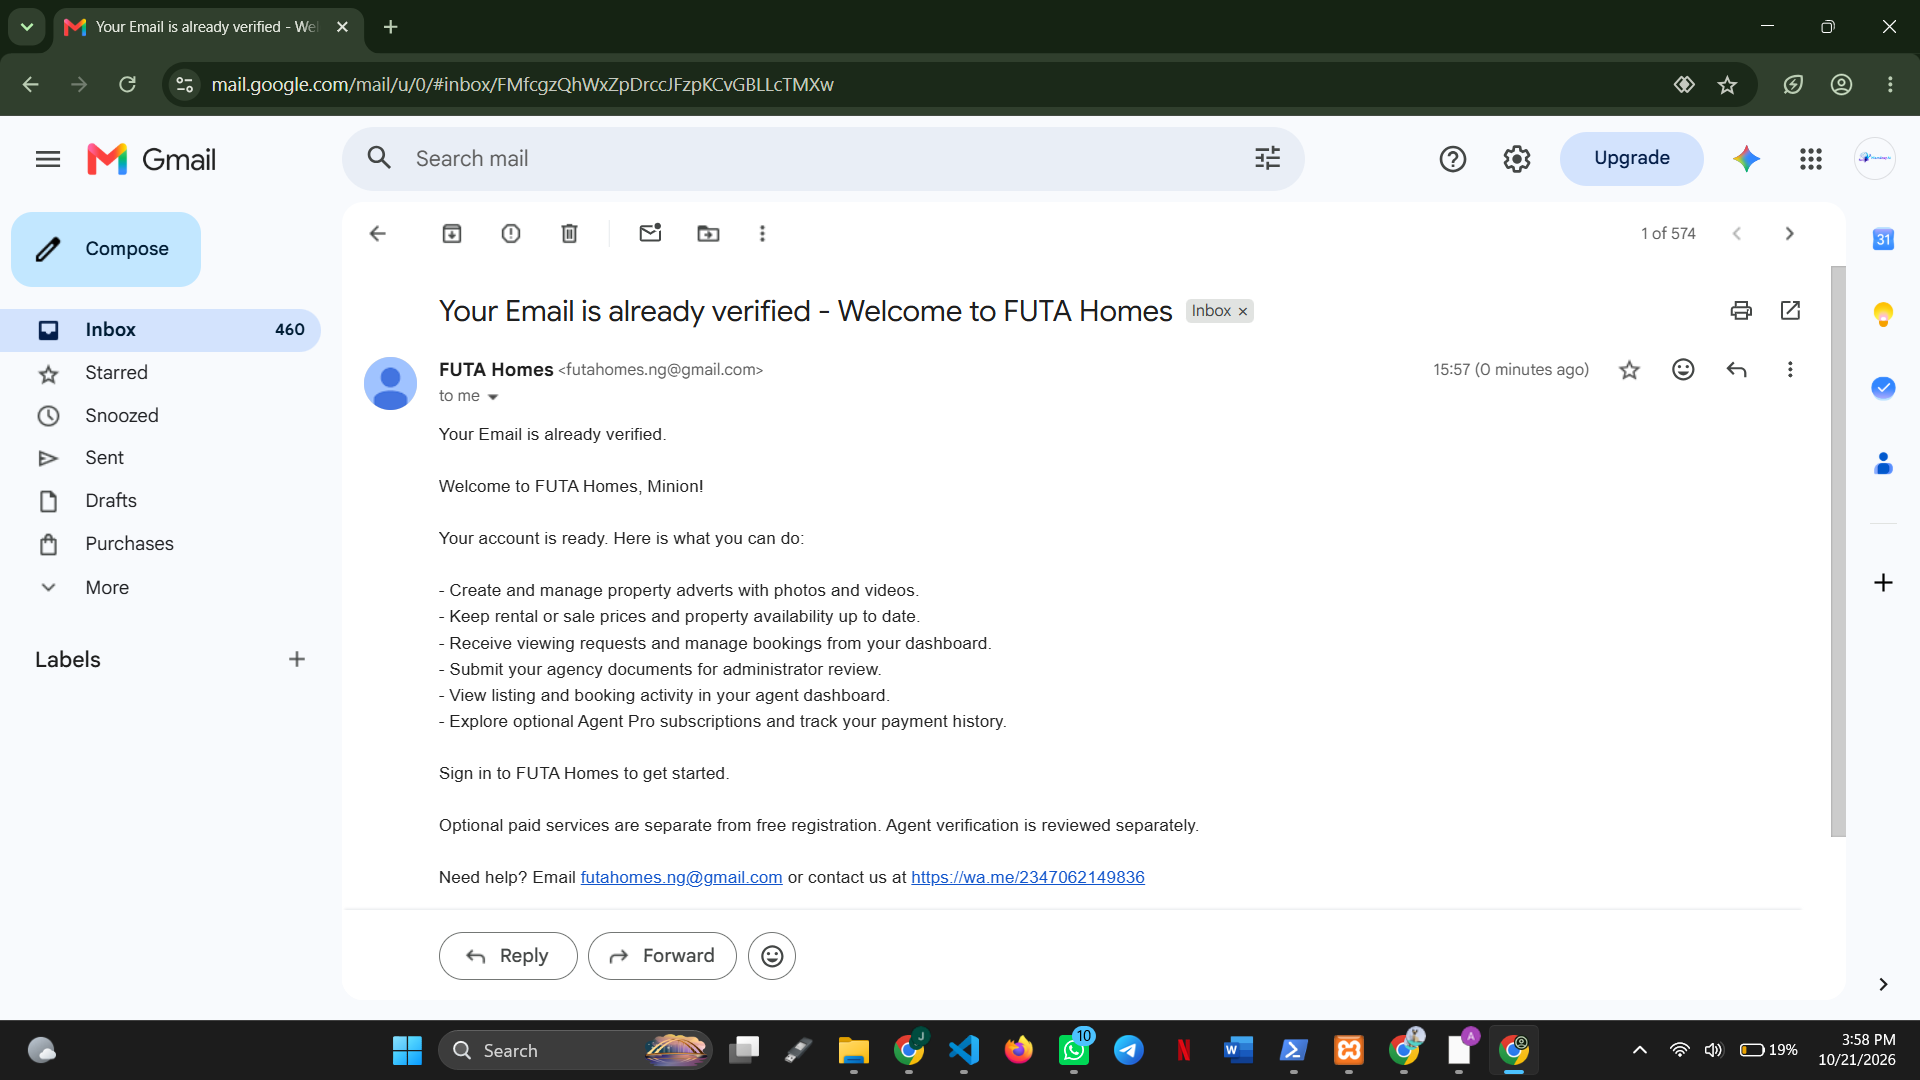 Your Email is already verified - Wel
mail.google.com/mail/u/0/#inbox/FMfcgzQhWxZpDrccJFzpKCvGBLLcTMXw
Gmail
Search mail
Upgrade
Compose
1 of 574
31
Inbox 460
Starred
Snoozed
Sent
Drafts
Purchases
More
Labels
Your Email is already verified - Welcome to FUTA Homes Inbox ×
FUTA Homes <futahomes.ng@gmail.com>
15:57 (0 minutes ago)
to me
Your Email is already verified.
Welcome to FUTA Homes, Minion!
Your account is ready. Here is what you can do:
- Create and manage property adverts with photos and videos.
- Keep rental or sale prices and property availability up to date.
- Receive viewing requests and manage bookings from your dashboard.
- Submit your agency documents for administrator review.
- View listing and booking activity in your agent dashboard.
- Explore optional Agent Pro subscriptions and track your payment history.
Sign in to FUTA Homes to get started.
Optional paid services are separate from free registration. Agent verification is reviewed separately.
Need help? Email futahomes.ng@gmail.com or contact us at https://wa.me/2347062149836
Reply
Forward
Search
J
10
N
W
A
19%
3:58 PM
10/21/2026